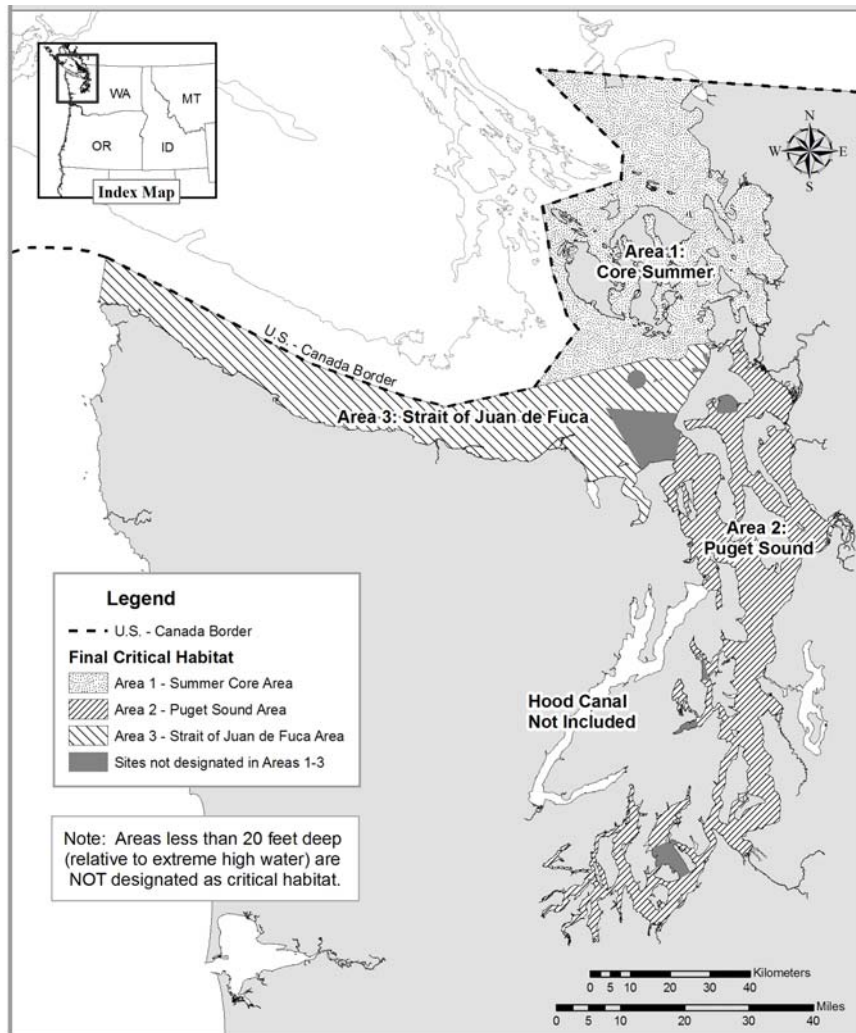 WA
MT
OR
ID
Index Map
N
W
E
S
Area 1:
Core Summer
U.S. - Canada Border
Area 3: Strait of Juan de Fuca
Area 2:
Puget Sound
Hood Canal
Not Included
Legend
U.S. - Canada Border
Final Critical Habitat
Area 1 - Summer Core Area
Area 2 - Puget Sound Area
Area 3 - Strait of Juan de Fuca Area
Sites not designated in Areas 1-3
Note: Areas less than 20 feet deep
(relative to extreme high water) are
NOT designated as critical habitat.
Kilometers
0 5 10 20 30 40
Miles
0 5 10 20 30 40